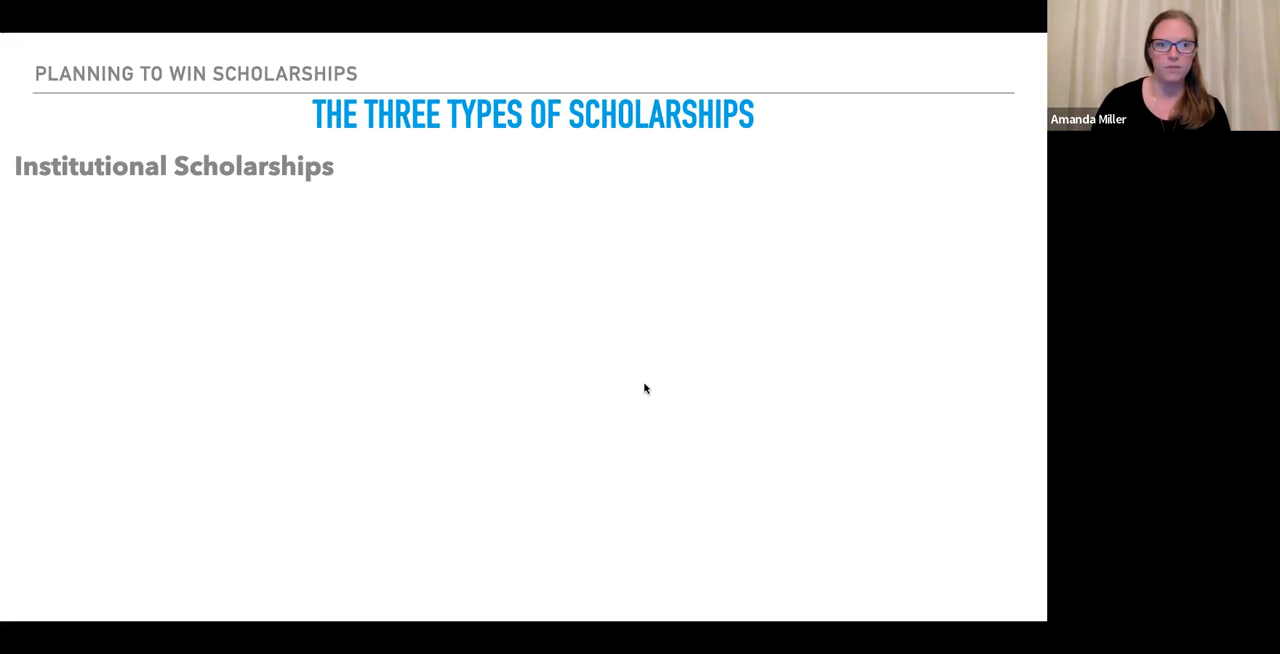 PLANNING TO WIN SCHOLARSHIPS
THE THREE TYPES OF SCHOLARSHIPS
Institutional Scholarships
Amanda Miller